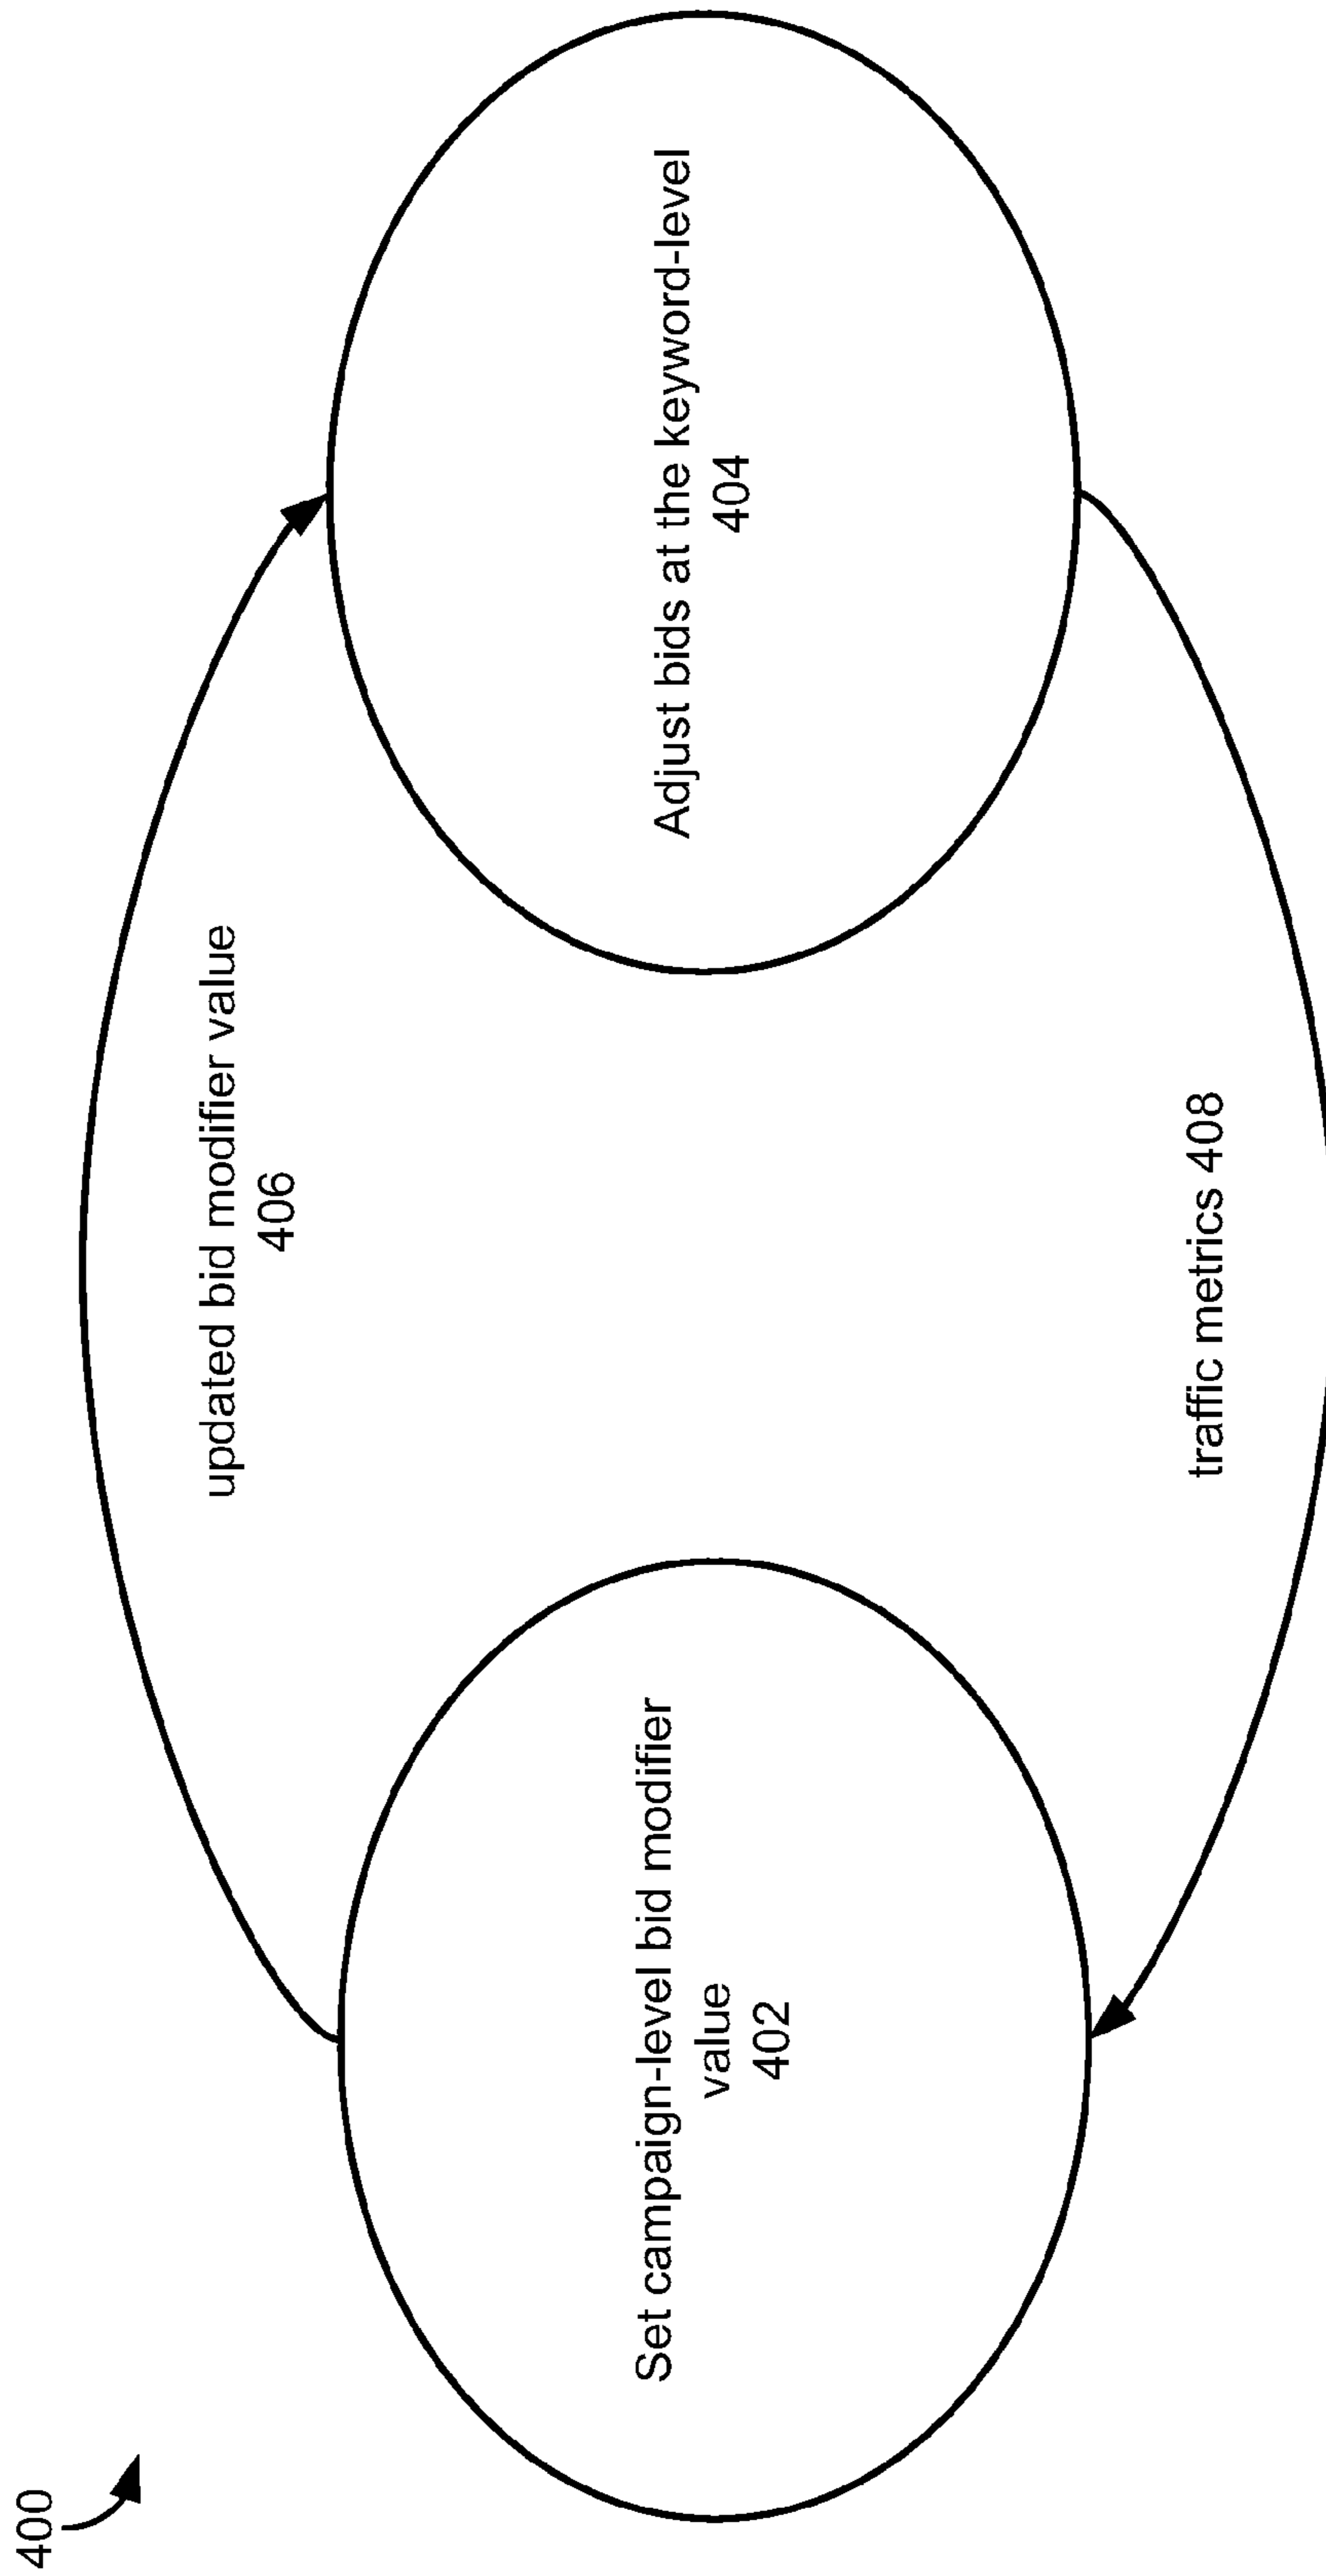 400
updated bid modifier value
406
Set campaign-level bid modifier
value
402
Adjust bids at the keyword-level
404
traffic metrics 408